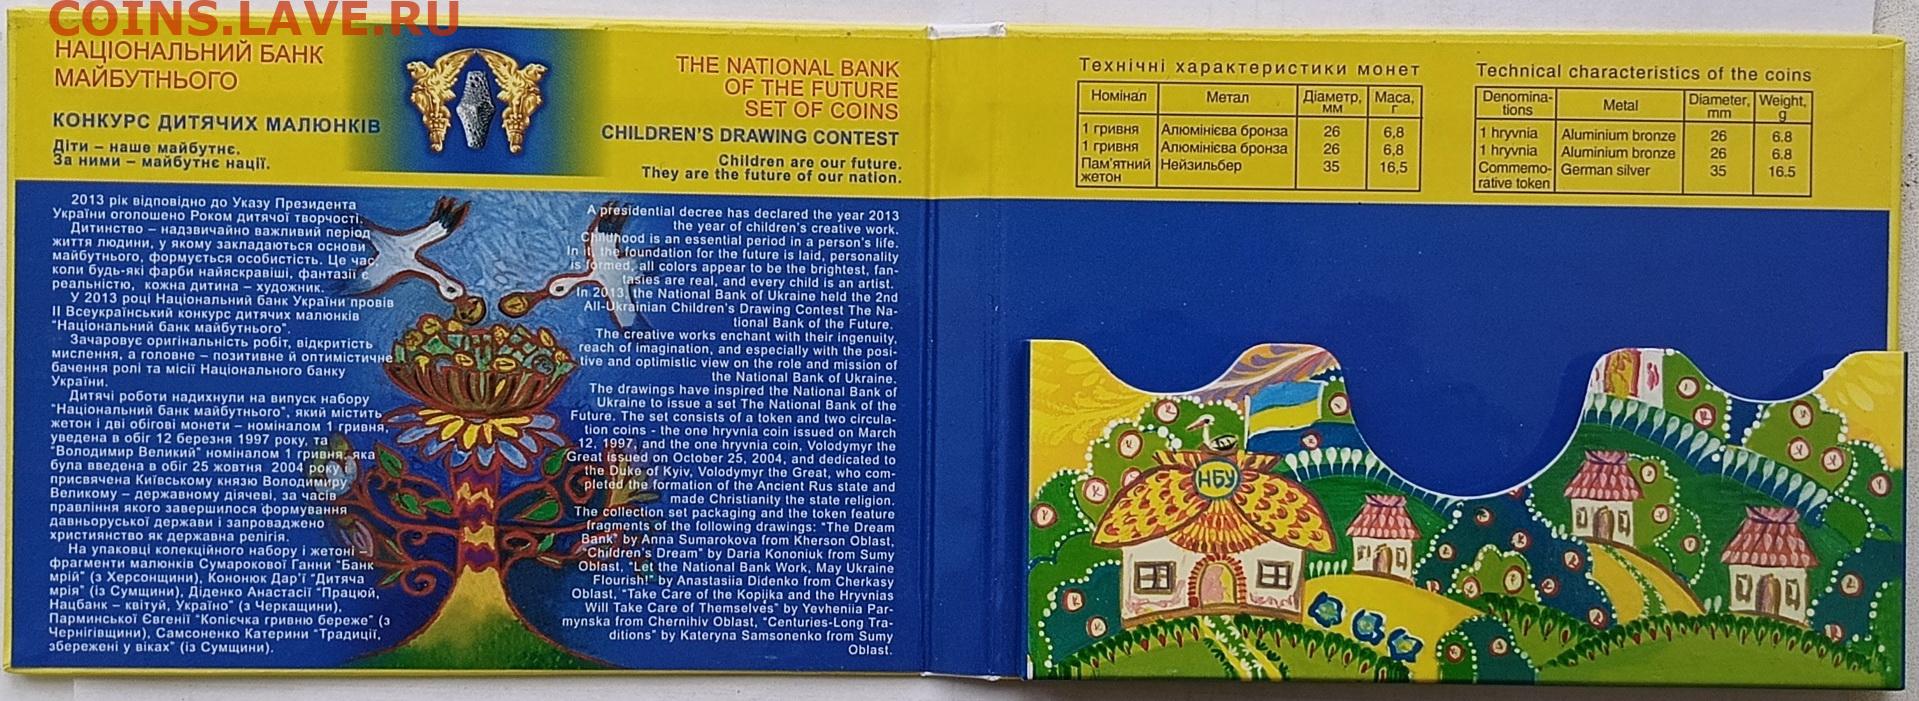 COINS.LAVE.RU
НАЦІОНАЛЬНИЙ БАНК
МАЙБУТНЬОГО
КОНКУРС ДИТЯЧИХ МАЛЮНКІВ
Діти – наше майбутнє.
За ними – майбутнє нації.
THE NATIONAL BANK
OF THE FUTURE
SET OF COINS
CHILDREN'S DRAWING CONTEST
Children are our future.
They are the future of our nation.
2013 рік відповідно до Указу Президента
України оголошено Роком дитячої творчості.
Дитинство – надзвичайно важливий період
життя людини, у якому закладаються основи
майбутнього, формується особистість. Це час,
коли будь-які фарби найяскравіші, фантазії є
реальністю, кожна дитина – художник.
У 2013 році Національний банк України провів
ІІ Всеукраїнський конкурс дитячих малюнків
"Національний банк майбутнього".
Зачаровує оригінальність робіт, відкритість
мислення, а головне – позитивне й оптимістичне
бачення ролі та місії Національного банку
України.
Дитячі роботи надихнули на випуск набору
"Національний банк майбутнього", який містить
жетон і дві обігові монети – номіналом 1 гривня,
уведена в обіг 12 березня 1997 року, та
"Володимир Великий" номіналом 1 гривня, яка
була введена в обіг 25 жовтня 2004 року і
присвячена Київському князю Володимиру
Великому – державному діячеві, за часів
правління якого завершилося формування
давньоруської держави і запроваджено
християнство як державна релігія.
На упаковці колекційного набору і жетоні –
фрагменти малюнків Сумарокової Ганни "Банк
мрій" (із Херсонщини), Кононюк Дар'ї "Дитяча
мрія" (із Сумщини), Діденко Анастасії "Працюй,
Нацбанк – квітуй, Україно" (з Черкащини),
Парминської Євгенії "Копієчка гривню береже" (з
Чернігівщини), Самсоненко Катерини "Традиції,
збережені у віках" (із Сумщини).
A presidential decree has declared the year 2013
the year of children's creative work.
Childhood is an essential period in a person's life.
In it, the foundation for the future is laid, personality
is formed, all colors appear to be the brightest, fan-
tasies are real, and every child is an artist.
In 2013, the National Bank of Ukraine held the 2nd
All-Ukrainian Children's Drawing Contest The Na-
tional Bank of the Future.
The creative works enchant with their ingenuity,
reach of imagination, and especially with the posi-
tive and optimistic view on the role and mission of
the National Bank of Ukraine.
The drawings have inspired the National Bank of
Ukraine to issue a set The National Bank of the
Future. The set consists of a token and two circula-
tion coins - the one hryvnia coin issued on March
12, 1997, and the one hryvnia coin, Volodymyr the
Great issued on October 25, 2004, and dedicated to
the Duke of Kyiv, Volodymyr the Great, who com-
pleted the formation of the Ancient Rus state and
made Christianity the state religion.
The collection set packaging and the token feature
fragments of the following drawings: "The Dream
Bank" by Anna Sumarokova from Kherson Oblast,
"Children's Dream" by Daria Kononiuk from Sumy
Oblast, "Let the National Bank Work, May Ukraine
Flourish!" by Anastasiia Didenko from Cherkasy
Oblast, "Take Care of the Kopijka and the Hryvnias
Will Take Care of Themselves" by Yevheniia Par-
mynska from Chernihiv Oblast, "Centuries-Long Tra-
ditions" by Kateryna Samsonenko from Sumy
Oblast.
Технічні характеристики монет
Номінал Метал Діаметр, мм Маса, г
1 гривня Алюмінієва бронза 26 6,8
1 гривня Алюмінієва бронза 26 6,8
Пам'ятний жетон Нейзильбер 35 16,5
Technical characteristics of the coins
Denomina-tions Metal Diameter, mm Weight, g
1 hryvnia Aluminium bronze 26 6.8
1 hryvnia Aluminium bronze 26 6.8
Commemo-rative token German silver 35 16.5
НБУ